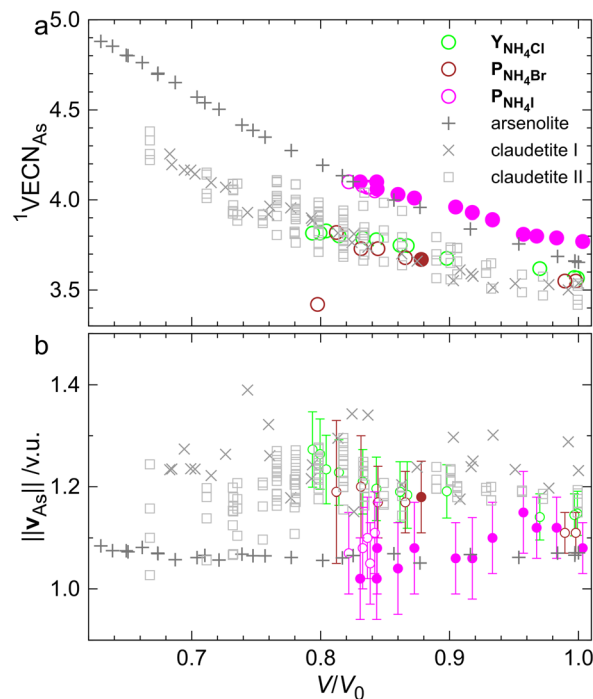 a
5.0
4.5
4.0
3.5
¹VECN_As
Y_NH₄Cl
P_NH₄Br
P_NH₄I
arsenolite
claudetite I
claudetite II
b
1.4
1.2
1.0
||v_As|| /v.u.
0.7
0.8
0.9
1.0
V/V₀